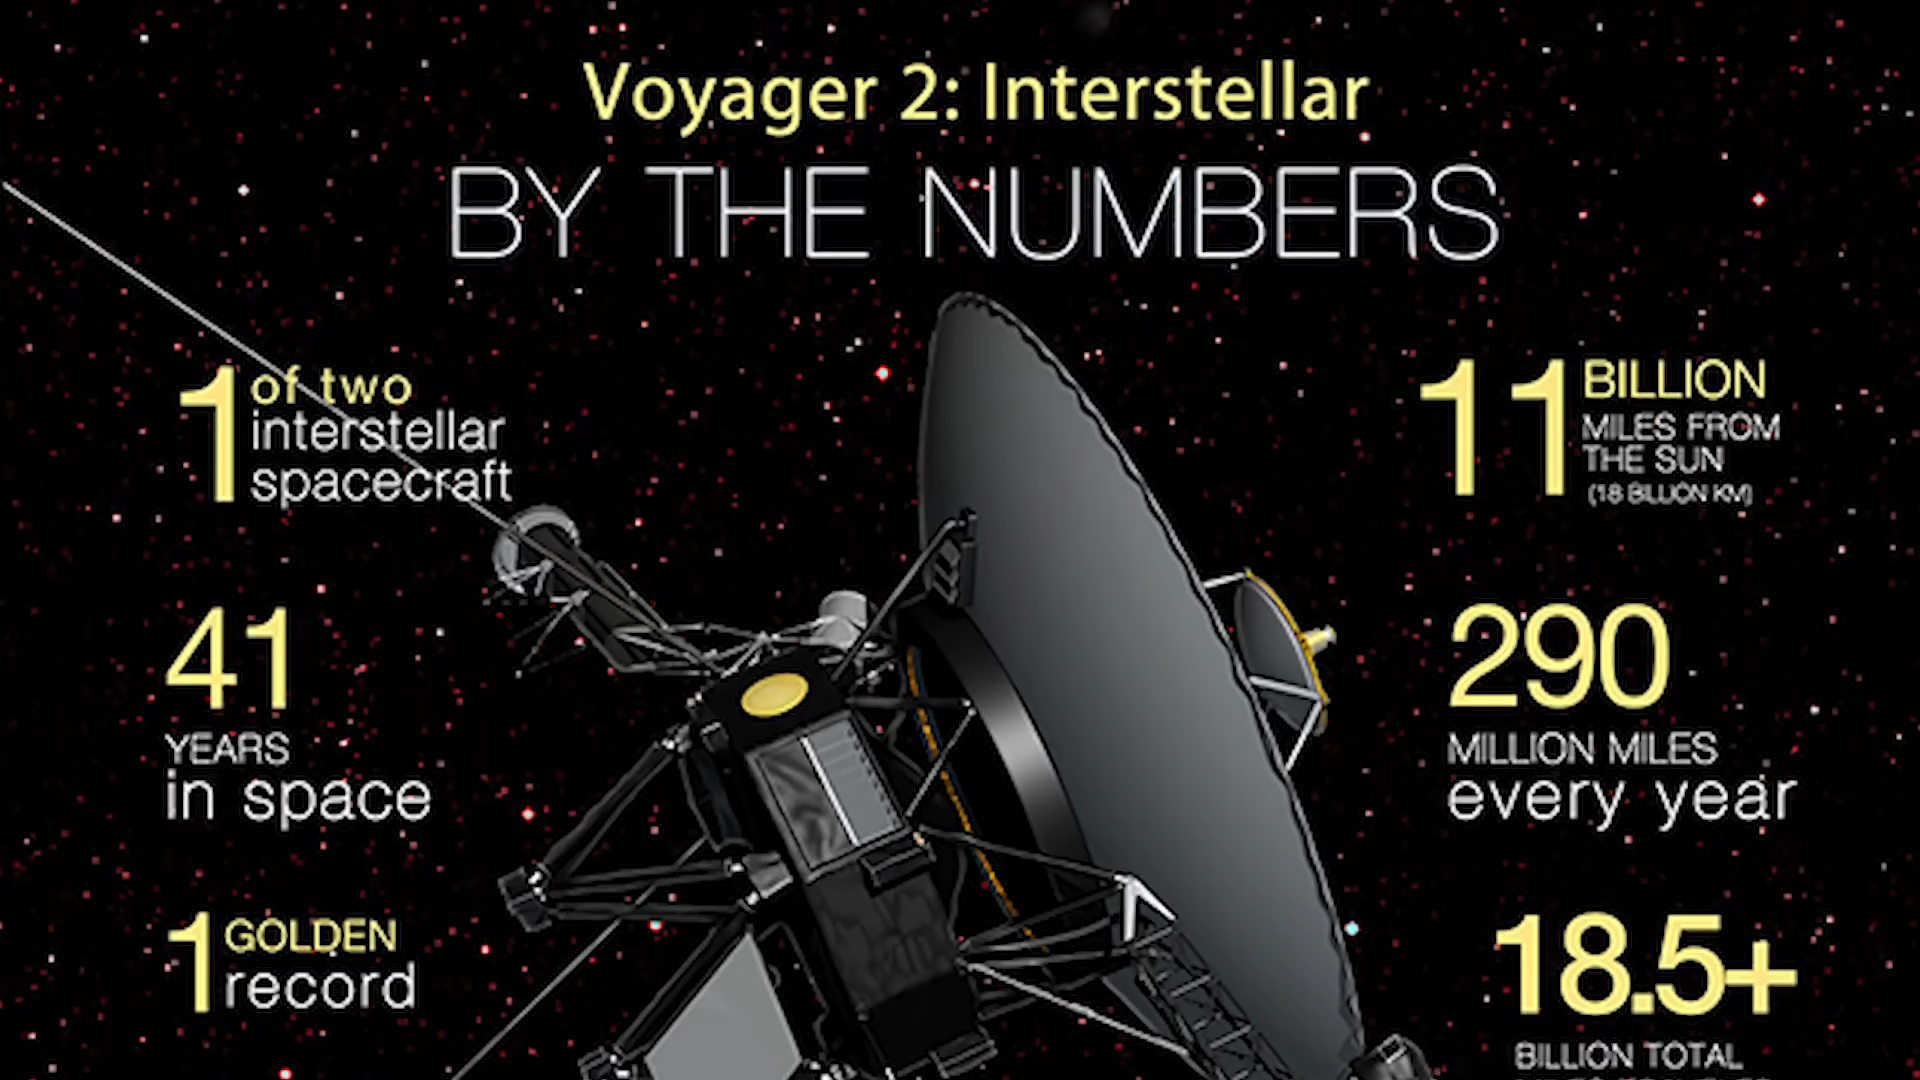 Voyager 2: Interstellar
BY THE NUMBERS
1 of two
interstellar
spacecraft
11 BILLION
MILES FROM
THE SUN
(18 BILLION KM)
41
YEARS
in space
290
MILLION MILES
every year
1 GOLDEN
record
18.5+
BILLION TOTAL